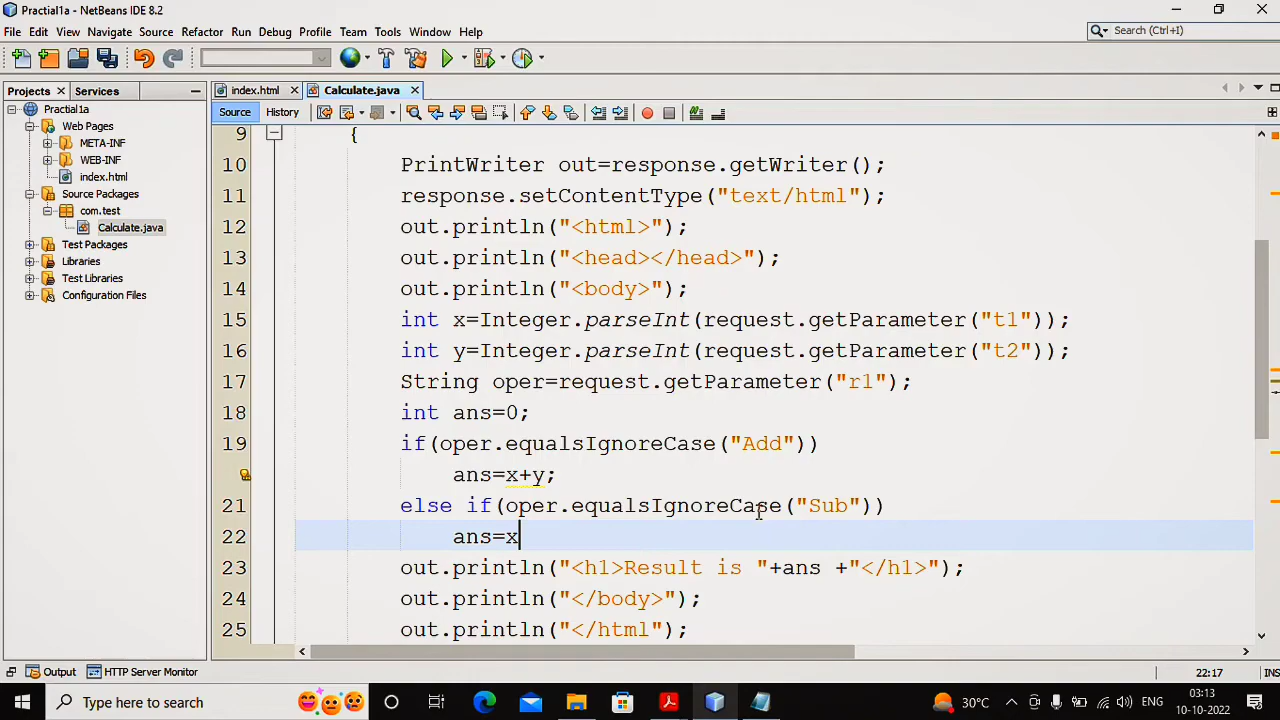 Practial1a - NetBeans IDE 8.2
File Edit View Navigate Source Refactor Run Debug Profile Team Tools Window Help
Search (Ctrl+I)
Projects Services
index.html Calculate.java
Source History
Practial1a
Web Pages
META-INF
WEB-INF
index.html
Source Packages
com.test
Calculate.java
Test Packages
Libraries
Test Libraries
Configuration Files
9 {
10 PrintWriter out=response.getWriter();
11 response.setContentType("text/html");
12 out.println("<html>");
13 out.println("<head></head>");
14 out.println("<body>");
15 int x=Integer.parseInt(request.getParameter("t1"));
16 int y=Integer.parseInt(request.getParameter("t2"));
17 String oper=request.getParameter("r1");
18 int ans=0;
19 if(oper.equalsIgnoreCase("Add"))
ans=x+y;
21 else if(oper.equalsIgnoreCase("Sub"))
22 ans=x
23 out.println("<h1>Result is "+ans +"</h1>");
24 out.println("</body>");
25 out.println("</html");
Output HTTP Server Monitor
22:17
Type here to search
30°C
ENG
03:13
10-10-2022